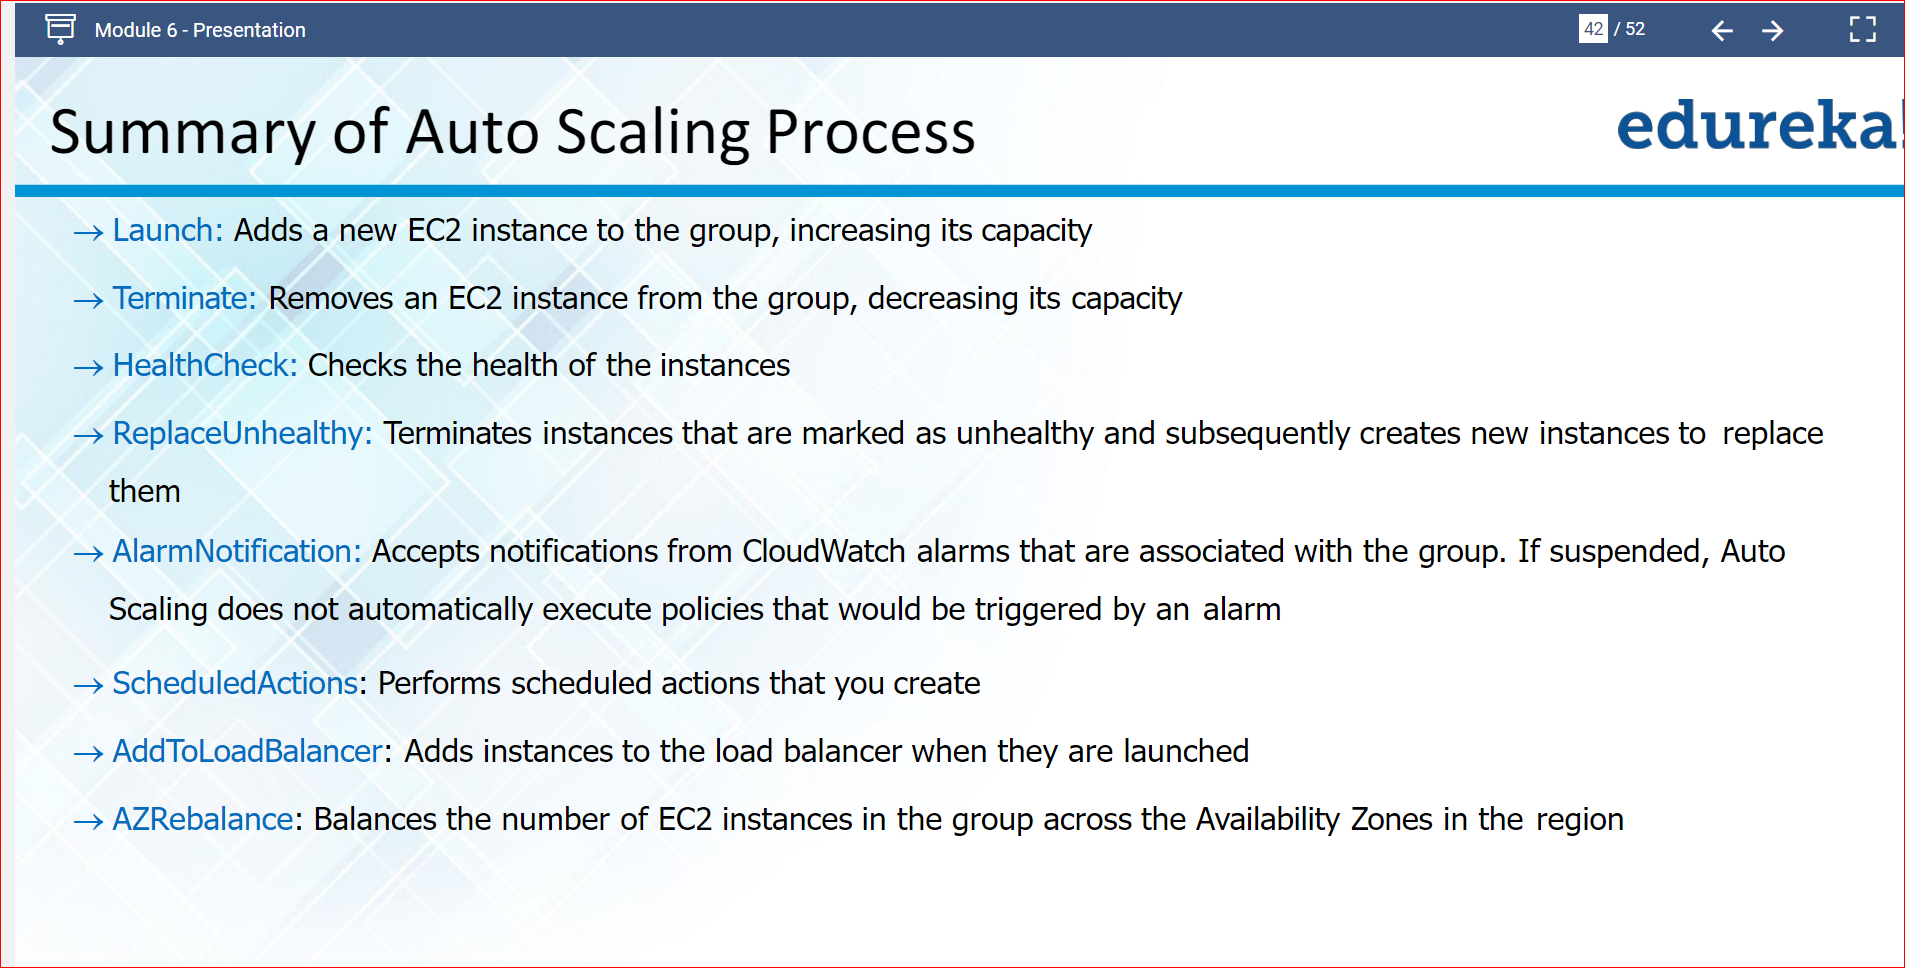 Module 6 - Presentation
42 / 52
Summary of Auto Scaling Process
edureka!
→ Launch: Adds a new EC2 instance to the group, increasing its capacity
→ Terminate: Removes an EC2 instance from the group, decreasing its capacity
→ HealthCheck: Checks the health of the instances
→ ReplaceUnhealthy: Terminates instances that are marked as unhealthy and subsequently creates new instances to replace
them
→ AlarmNotification: Accepts notifications from CloudWatch alarms that are associated with the group. If suspended, Auto
Scaling does not automatically execute policies that would be triggered by an alarm
→ ScheduledActions: Performs scheduled actions that you create
→ AddToLoadBalancer: Adds instances to the load balancer when they are launched
→ AZRebalance: Balances the number of EC2 instances in the group across the Availability Zones in the region